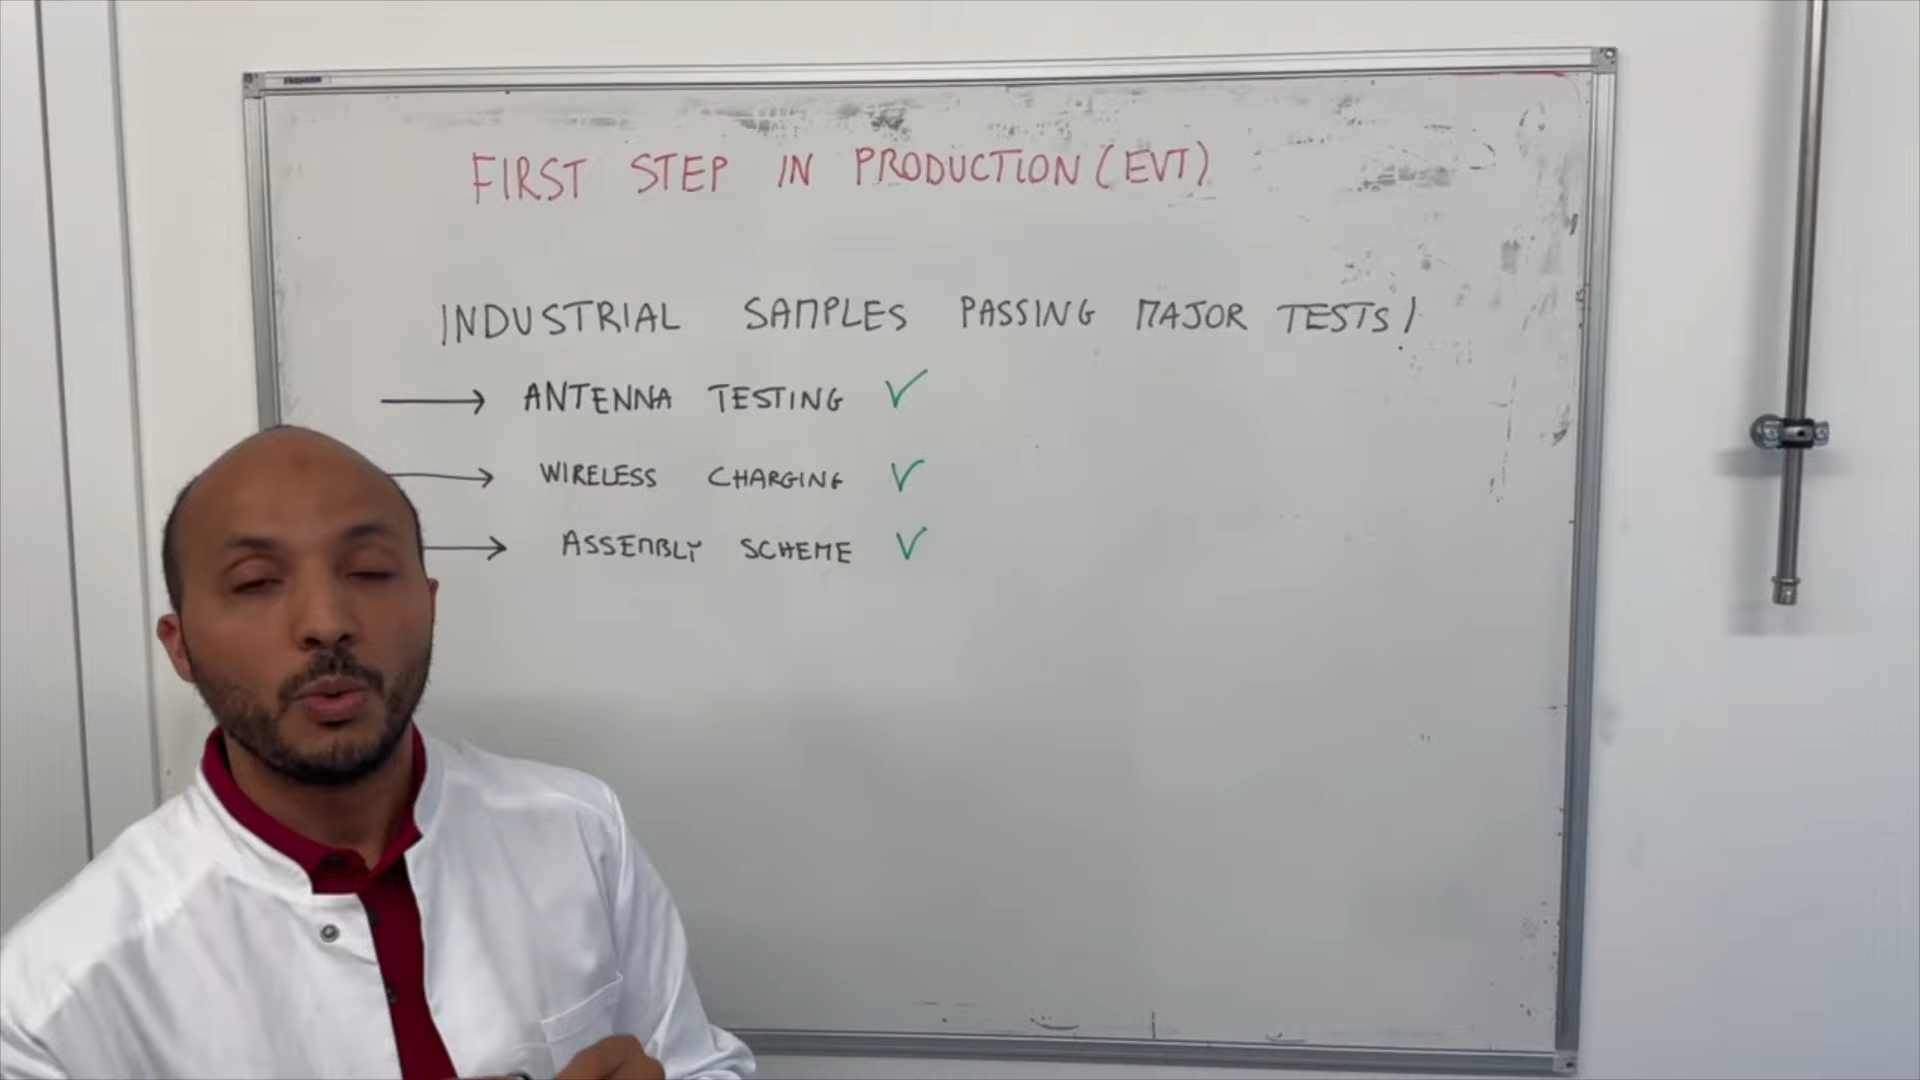 FIRST STEP IN PRODUCTION (EVT)
INDUSTRIAL SAMPLES PASSING MAJOR TESTS!
→ ANTENNA TESTING ✓
→ WIRELESS CHARGING ✓
→ ASSEMBLY SCHEME ✓